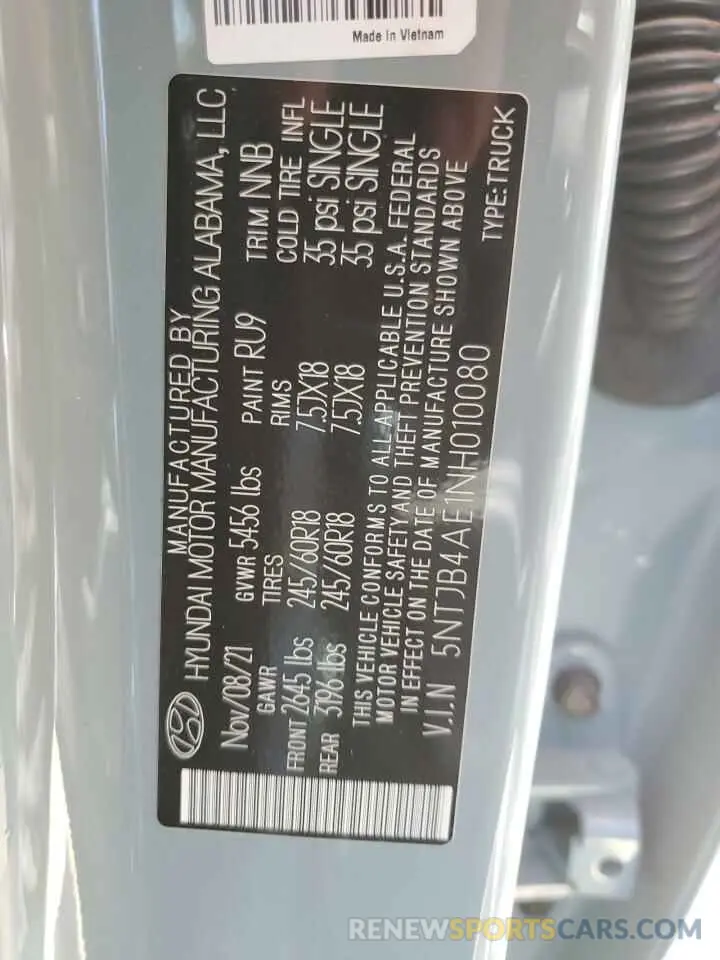 Made in Vietnam
MANUFACTURED BY
HYUNDAI MOTOR MANUFACTURING ALABAMA, LLC
Nov/08/21 GVWR 5456 lbs PAINT RU9 TRIM NNB
GAWR TIRES RIMS COLD TIRE INFL
FRONT 2645 lbs 245/60R18 7.5JX18 35 psi SINGLE
REAR 3196 lbs 245/60R18 7.5JX18 35 psi SINGLE
THIS VEHICLE CONFORMS TO ALL APPLICABLE U.S.A. FEDERAL
MOTOR VEHICLE SAFETY AND THEFT PREVENTION STANDARDS
IN EFFECT ON THE DATE OF MANUFACTURE SHOWN ABOVE
V.I.N 5NTJB4AE1NH010080 TYPE:TRUCK
RENEWSPORTSCARS.COM